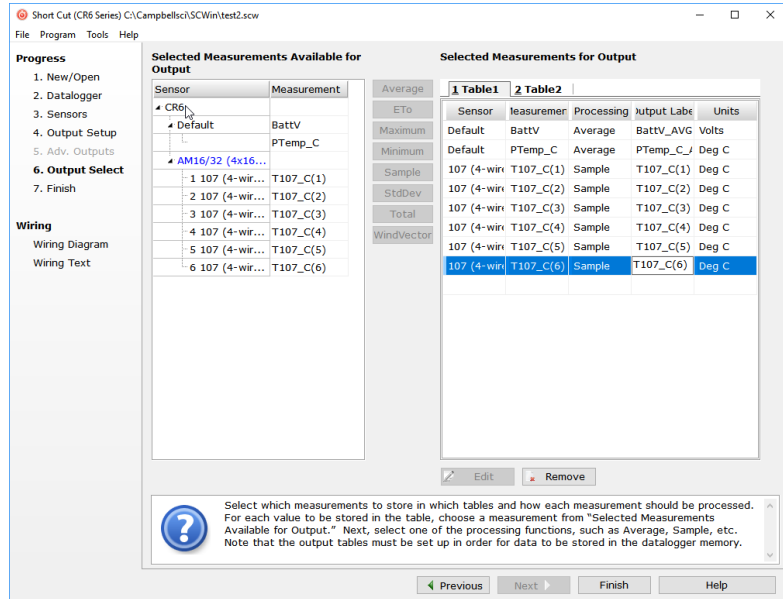 Short Cut (CR6 Series) C:\Campbellsci\SCWin\test2.scw
File Program Tools Help
Progress
1. New/Open
2. Datalogger
3. Sensors
4. Output Setup
5. Adv. Outputs
6. Output Select
7. Finish
Wiring
Wiring Diagram
Wiring Text
Selected Measurements Available for
Output
Sensor Measurement
CR6
Default BattV
PTemp_C
AM16/32 (4x16...
1 107 (4-wir... T107_C(1)
2 107 (4-wir... T107_C(2)
3 107 (4-wir... T107_C(3)
4 107 (4-wir... T107_C(4)
5 107 (4-wir... T107_C(5)
6 107 (4-wir... T107_C(6)
Average
ETo
Maximum
Minimum
Sample
StdDev
Total
WindVector
Selected Measurements for Output
1 Table1 2 Table2
Sensor leasuremen Processing utput Labe Units
Default BattV Average BattV_AVG Volts
Default PTemp_C Average PTemp_C_A Deg C
107 (4-wire T107_C(1) Sample T107_C(1) Deg C
107 (4-wire T107_C(2) Sample T107_C(2) Deg C
107 (4-wire T107_C(3) Sample T107_C(3) Deg C
107 (4-wire T107_C(4) Sample T107_C(4) Deg C
107 (4-wire T107_C(5) Sample T107_C(5) Deg C
107 (4-wire T107_C(6) Sample T107_C(6) Deg C
Edit Remove
Select which measurements to store in which tables and how each measurement should be processed.
For each value to be stored in the table, choose a measurement from “Selected Measurements
Available for Output.” Next, select one of the processing functions, such as Average, Sample, etc.
Note that the output tables must be set up in order for data to be stored in the datalogger memory.
Previous Next Finish Help